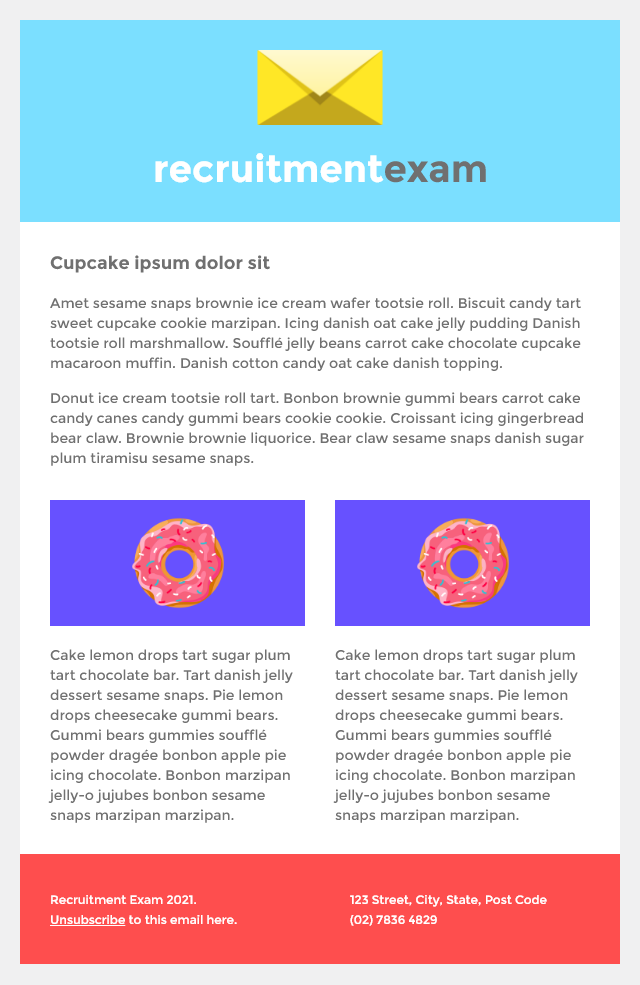 recruitmentexam
Cupcake ipsum dolor sit
Amet sesame snaps brownie ice cream wafer tootsie roll. Biscuit candy tart
sweet cupcake cookie marzipan. Icing danish oat cake jelly pudding Danish
tootsie roll marshmallow. Soufflé jelly beans carrot cake chocolate cupcake
macaroon muffin. Danish cotton candy oat cake danish topping.
Donut ice cream tootsie roll tart. Bonbon brownie gummi bears carrot cake
candy canes candy gummi bears cookie cookie. Croissant icing gingerbread
bear claw. Brownie brownie liquorice. Bear claw sesame snaps danish sugar
plum tiramisu sesame snaps.
Cake lemon drops tart sugar plum
tart chocolate bar. Tart danish jelly
dessert sesame snaps. Pie lemon
drops cheesecake gummi bears.
Gummi bears gummies soufflé
powder dragée bonbon apple pie
icing chocolate. Bonbon marzipan
jelly-o jujubes bonbon sesame
snaps marzipan marzipan.
Cake lemon drops tart sugar plum
tart chocolate bar. Tart danish jelly
dessert sesame snaps. Pie lemon
drops cheesecake gummi bears.
Gummi bears gummies soufflé
powder dragée bonbon apple pie
icing chocolate. Bonbon marzipan
jelly-o jujubes bonbon sesame
snaps marzipan marzipan.
Recruitment Exam 2021.
Unsubscribe to this email here.
123 Street, City, State, Post Code
(02) 7836 4829